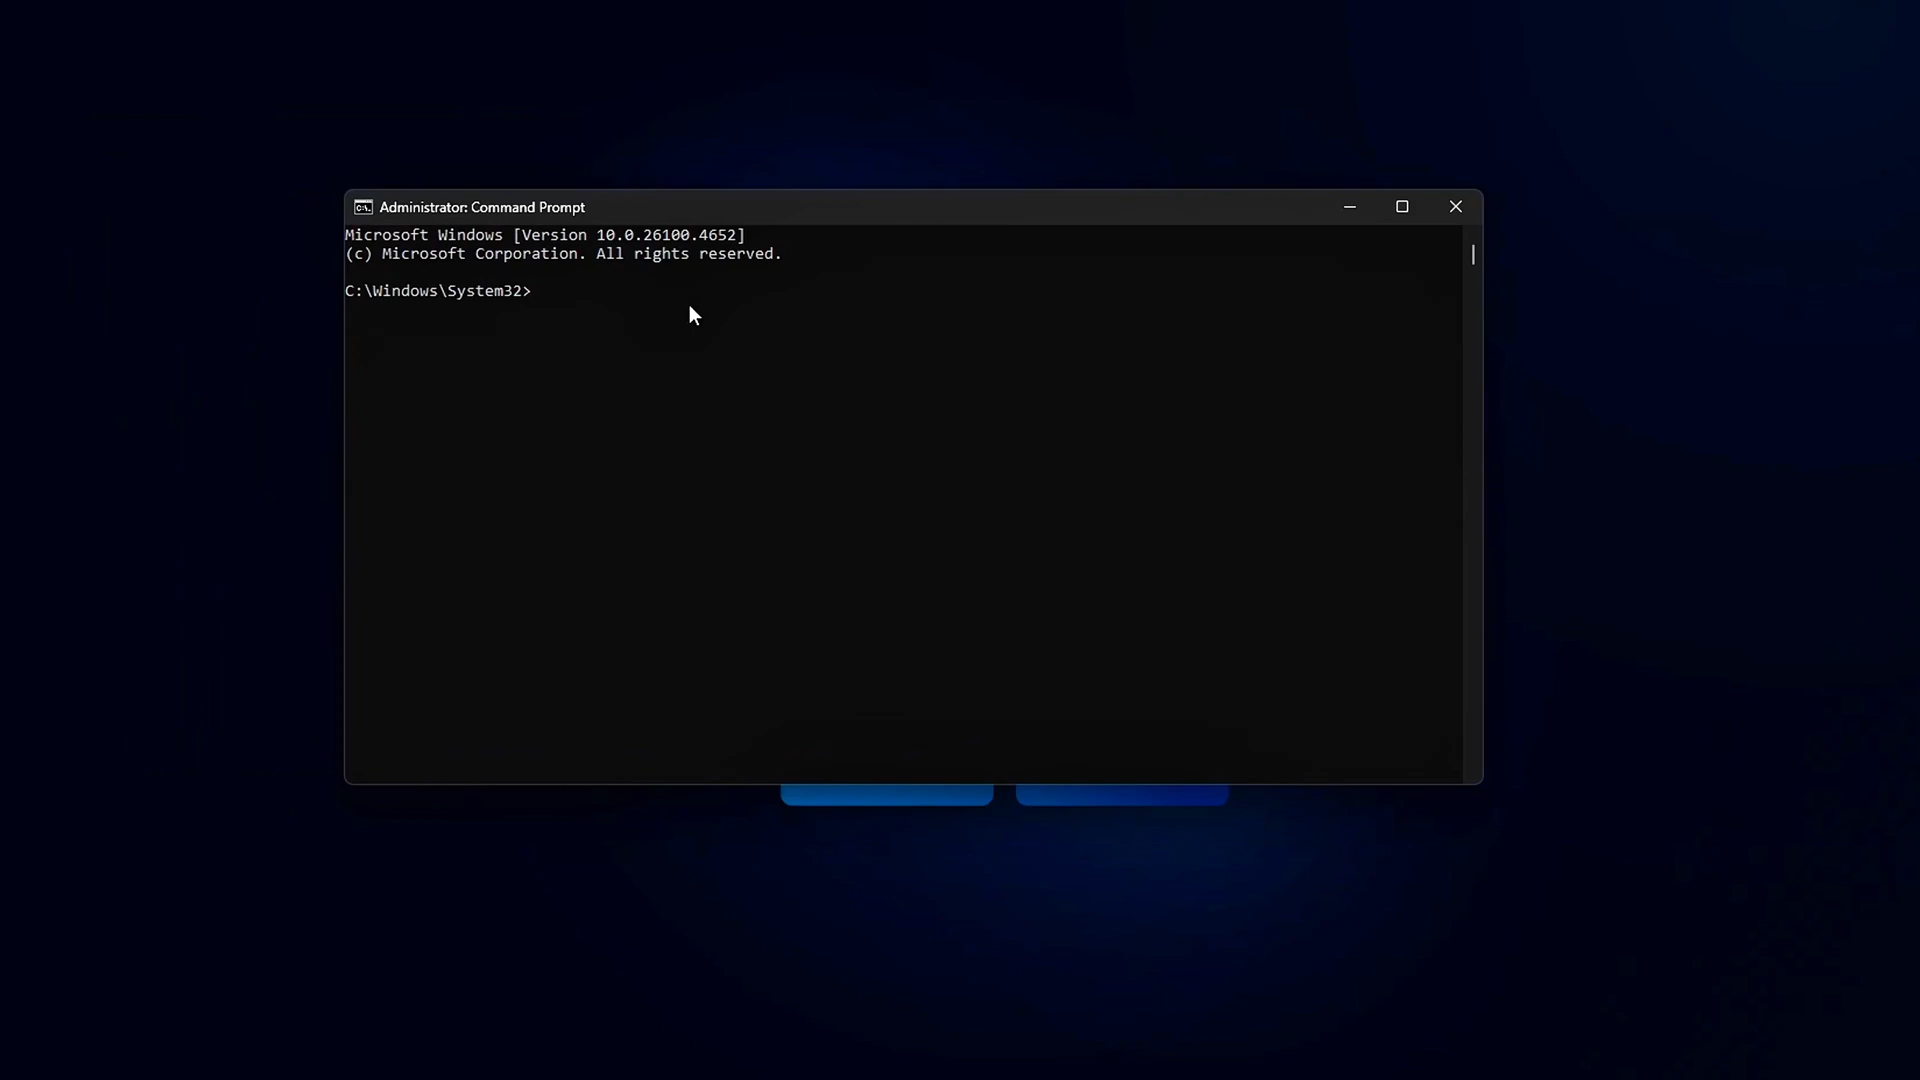 Administrator: Command Prompt
Microsoft Windows [Version 10.0.26100.4652]
(c) Microsoft Corporation. All rights reserved.
C:\Windows\System32>